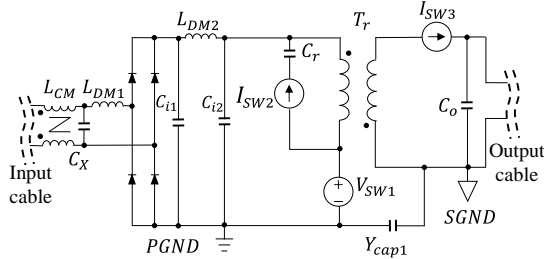 L_DM2
T_r
I_SW3
C_r
L_CM
L_DM1
C_i1
C_i2
I_SW2
C_o
C_X
Input
cable
Output
cable
V_SW1
PGND
SGND
Y_cap1